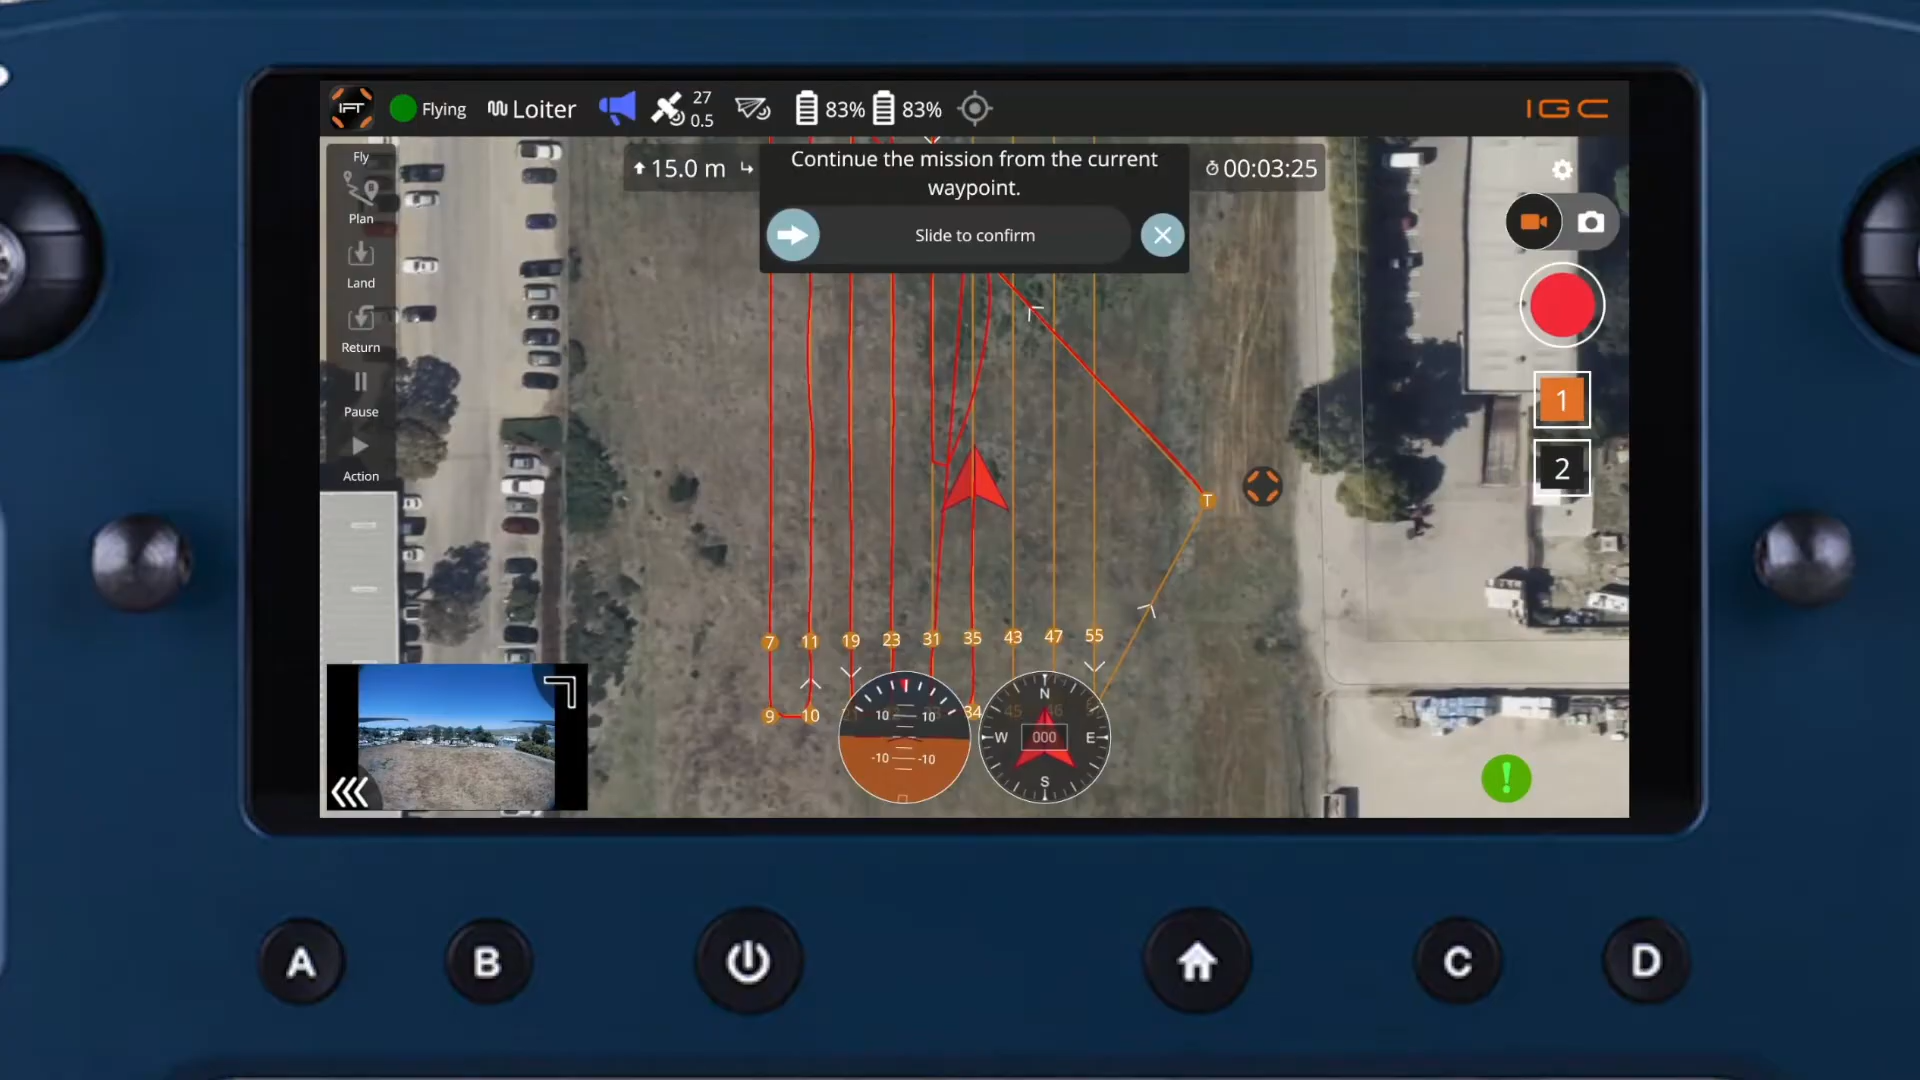 IFT
Flying
Loiter
27
0.5
83%
83%
IGC
Fly
Plan
Land
Return
Pause
Action
15.0 m
Continue the mission from the current
waypoint.
Slide to confirm
00:03:25
1
2
T
7
11
19
23
31
35
43
47
55
9
10
34
45
46
10
10
-10
-10
N
W
000
E
S
!
A
B
C
D